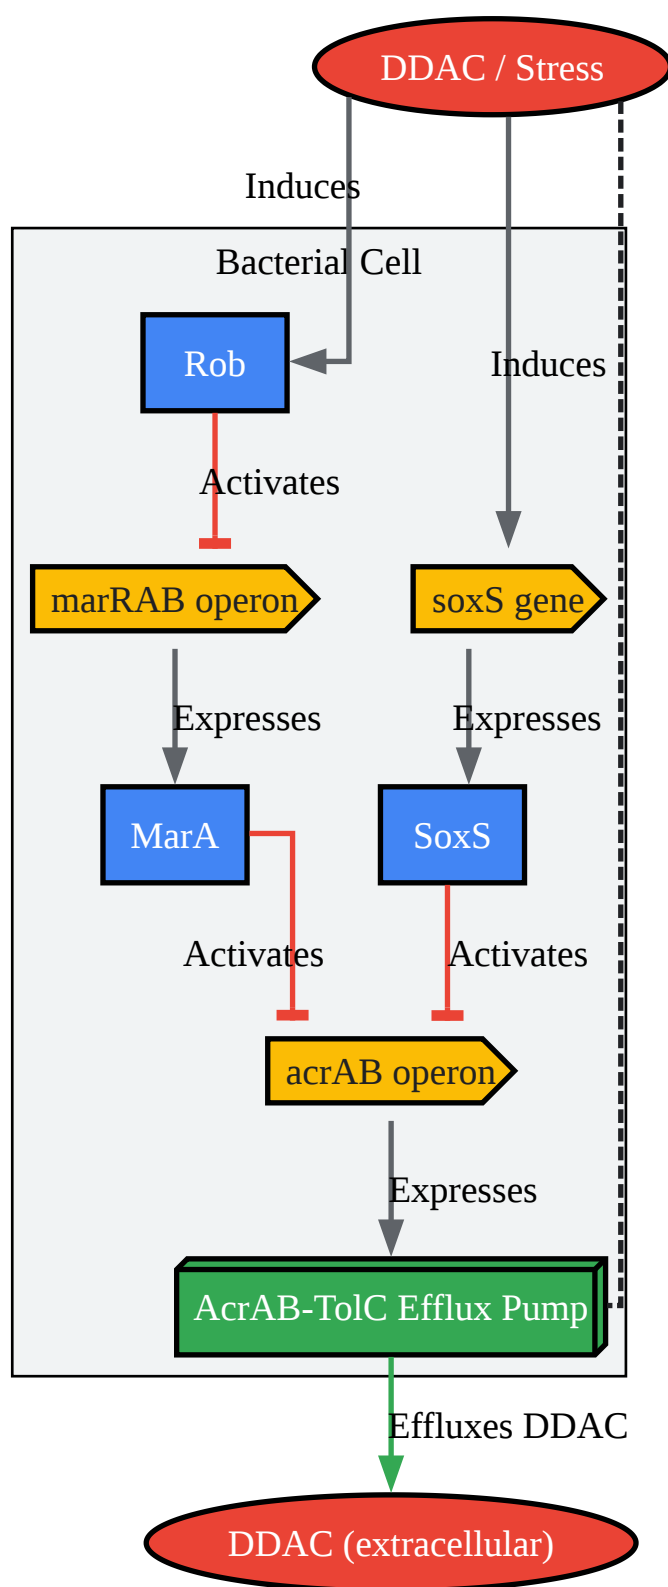 DDAC / Stress
Induces
Bacterial Cell
Rob
Induces
Activates
marRAB operon
soxS gene
Expresses
Expresses
MarA
SoxS
Activates
Activates
acrAB operon
Expresses
AcrAB-TolC Efflux Pump
Effluxes DDAC
DDAC (extracellular)